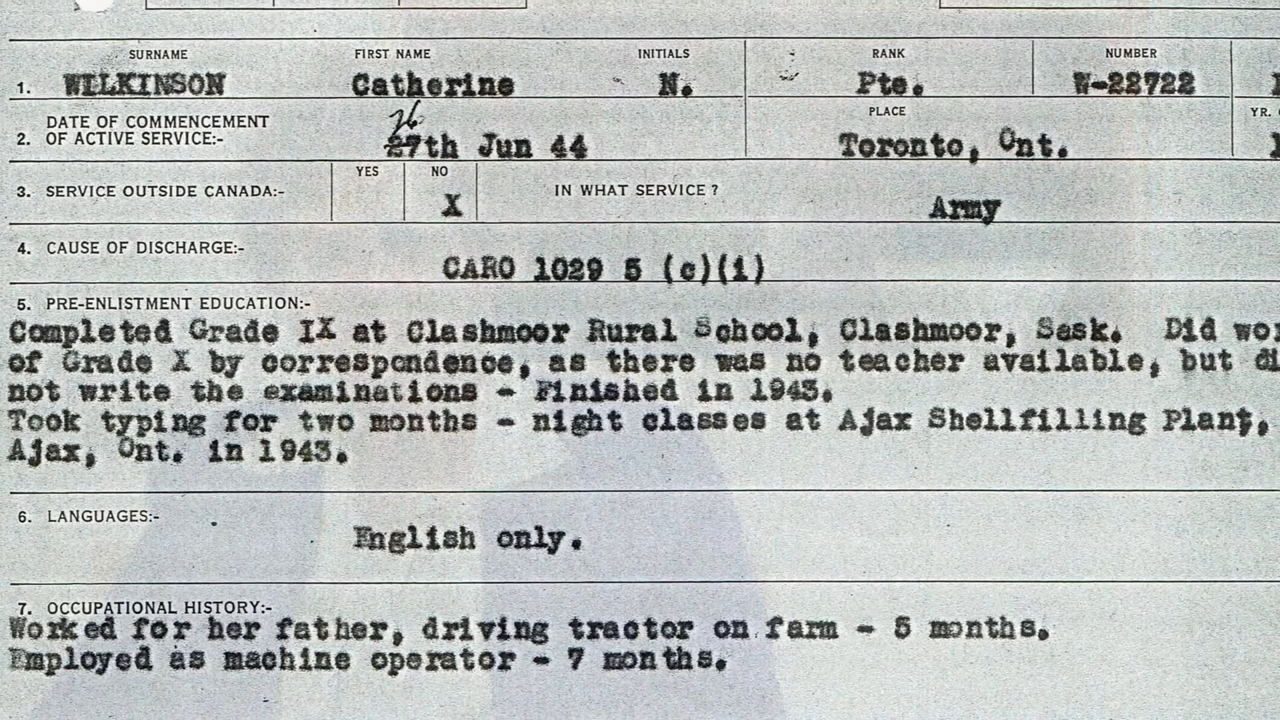 SURNAME FIRST NAME INITIALS RANK NUMBER
1. WILKINSON Catherine N. Pte. W-22722
DATE OF COMMENCEMENT PLACE YR.
2. OF ACTIVE SERVICE:- 26 27th Jun 44 Toronto, Ont.
YES NO
3. SERVICE OUTSIDE CANADA:- X IN WHAT SERVICE ? Army
4. CAUSE OF DISCHARGE:-
CARO 1029 5 (c)(i)
5. PRE-ENLISTMENT EDUCATION:-
Completed Grade IX at Clashmoor Rural School, Clashmoor, Sask. Did wor
of Grade X by correspondence, as there was no teacher available, but di
not write the examinations - Finished in 1943.
Took typing for two months - night classes at Ajax Shellfilling Plant,
Ajax, Ont. in 1943.
6. LANGUAGES:-
English only.
7. OCCUPATIONAL HISTORY:-
Worked for her father, driving tractor on farm - 5 months.
Employed as machine operator - 7 months.